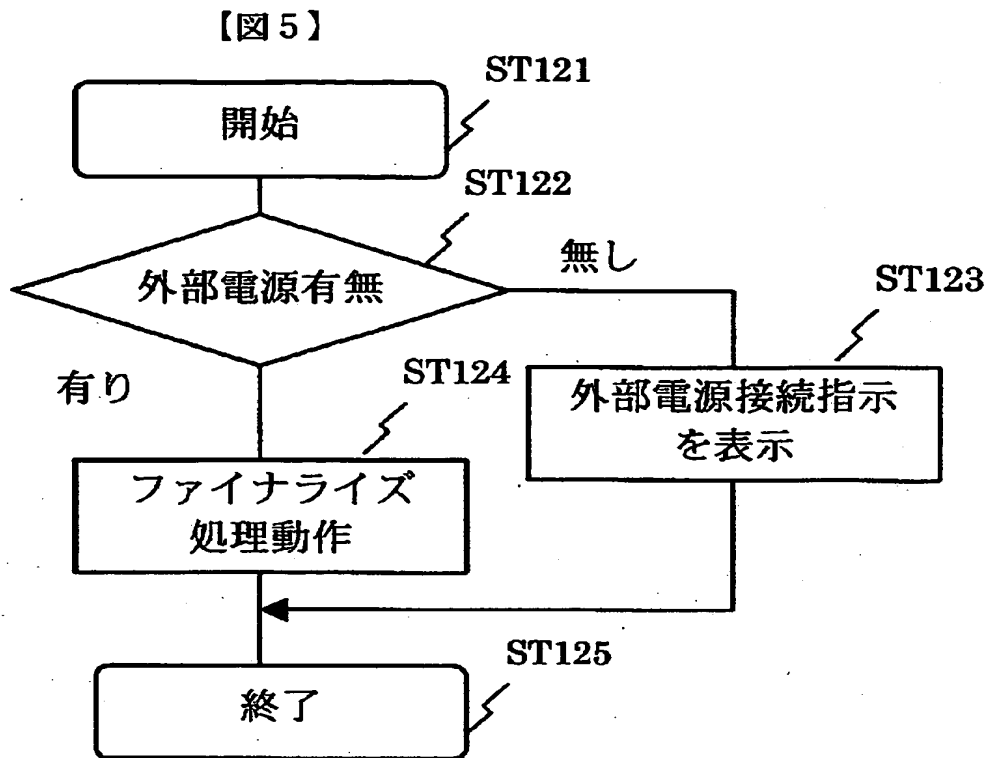 【図5】
ST121
開始
ST122
外部電源有無
無し
ST123
有り
ST124
外部電源接続指示
を表示
ファイナライズ
処理動作
ST125
終了